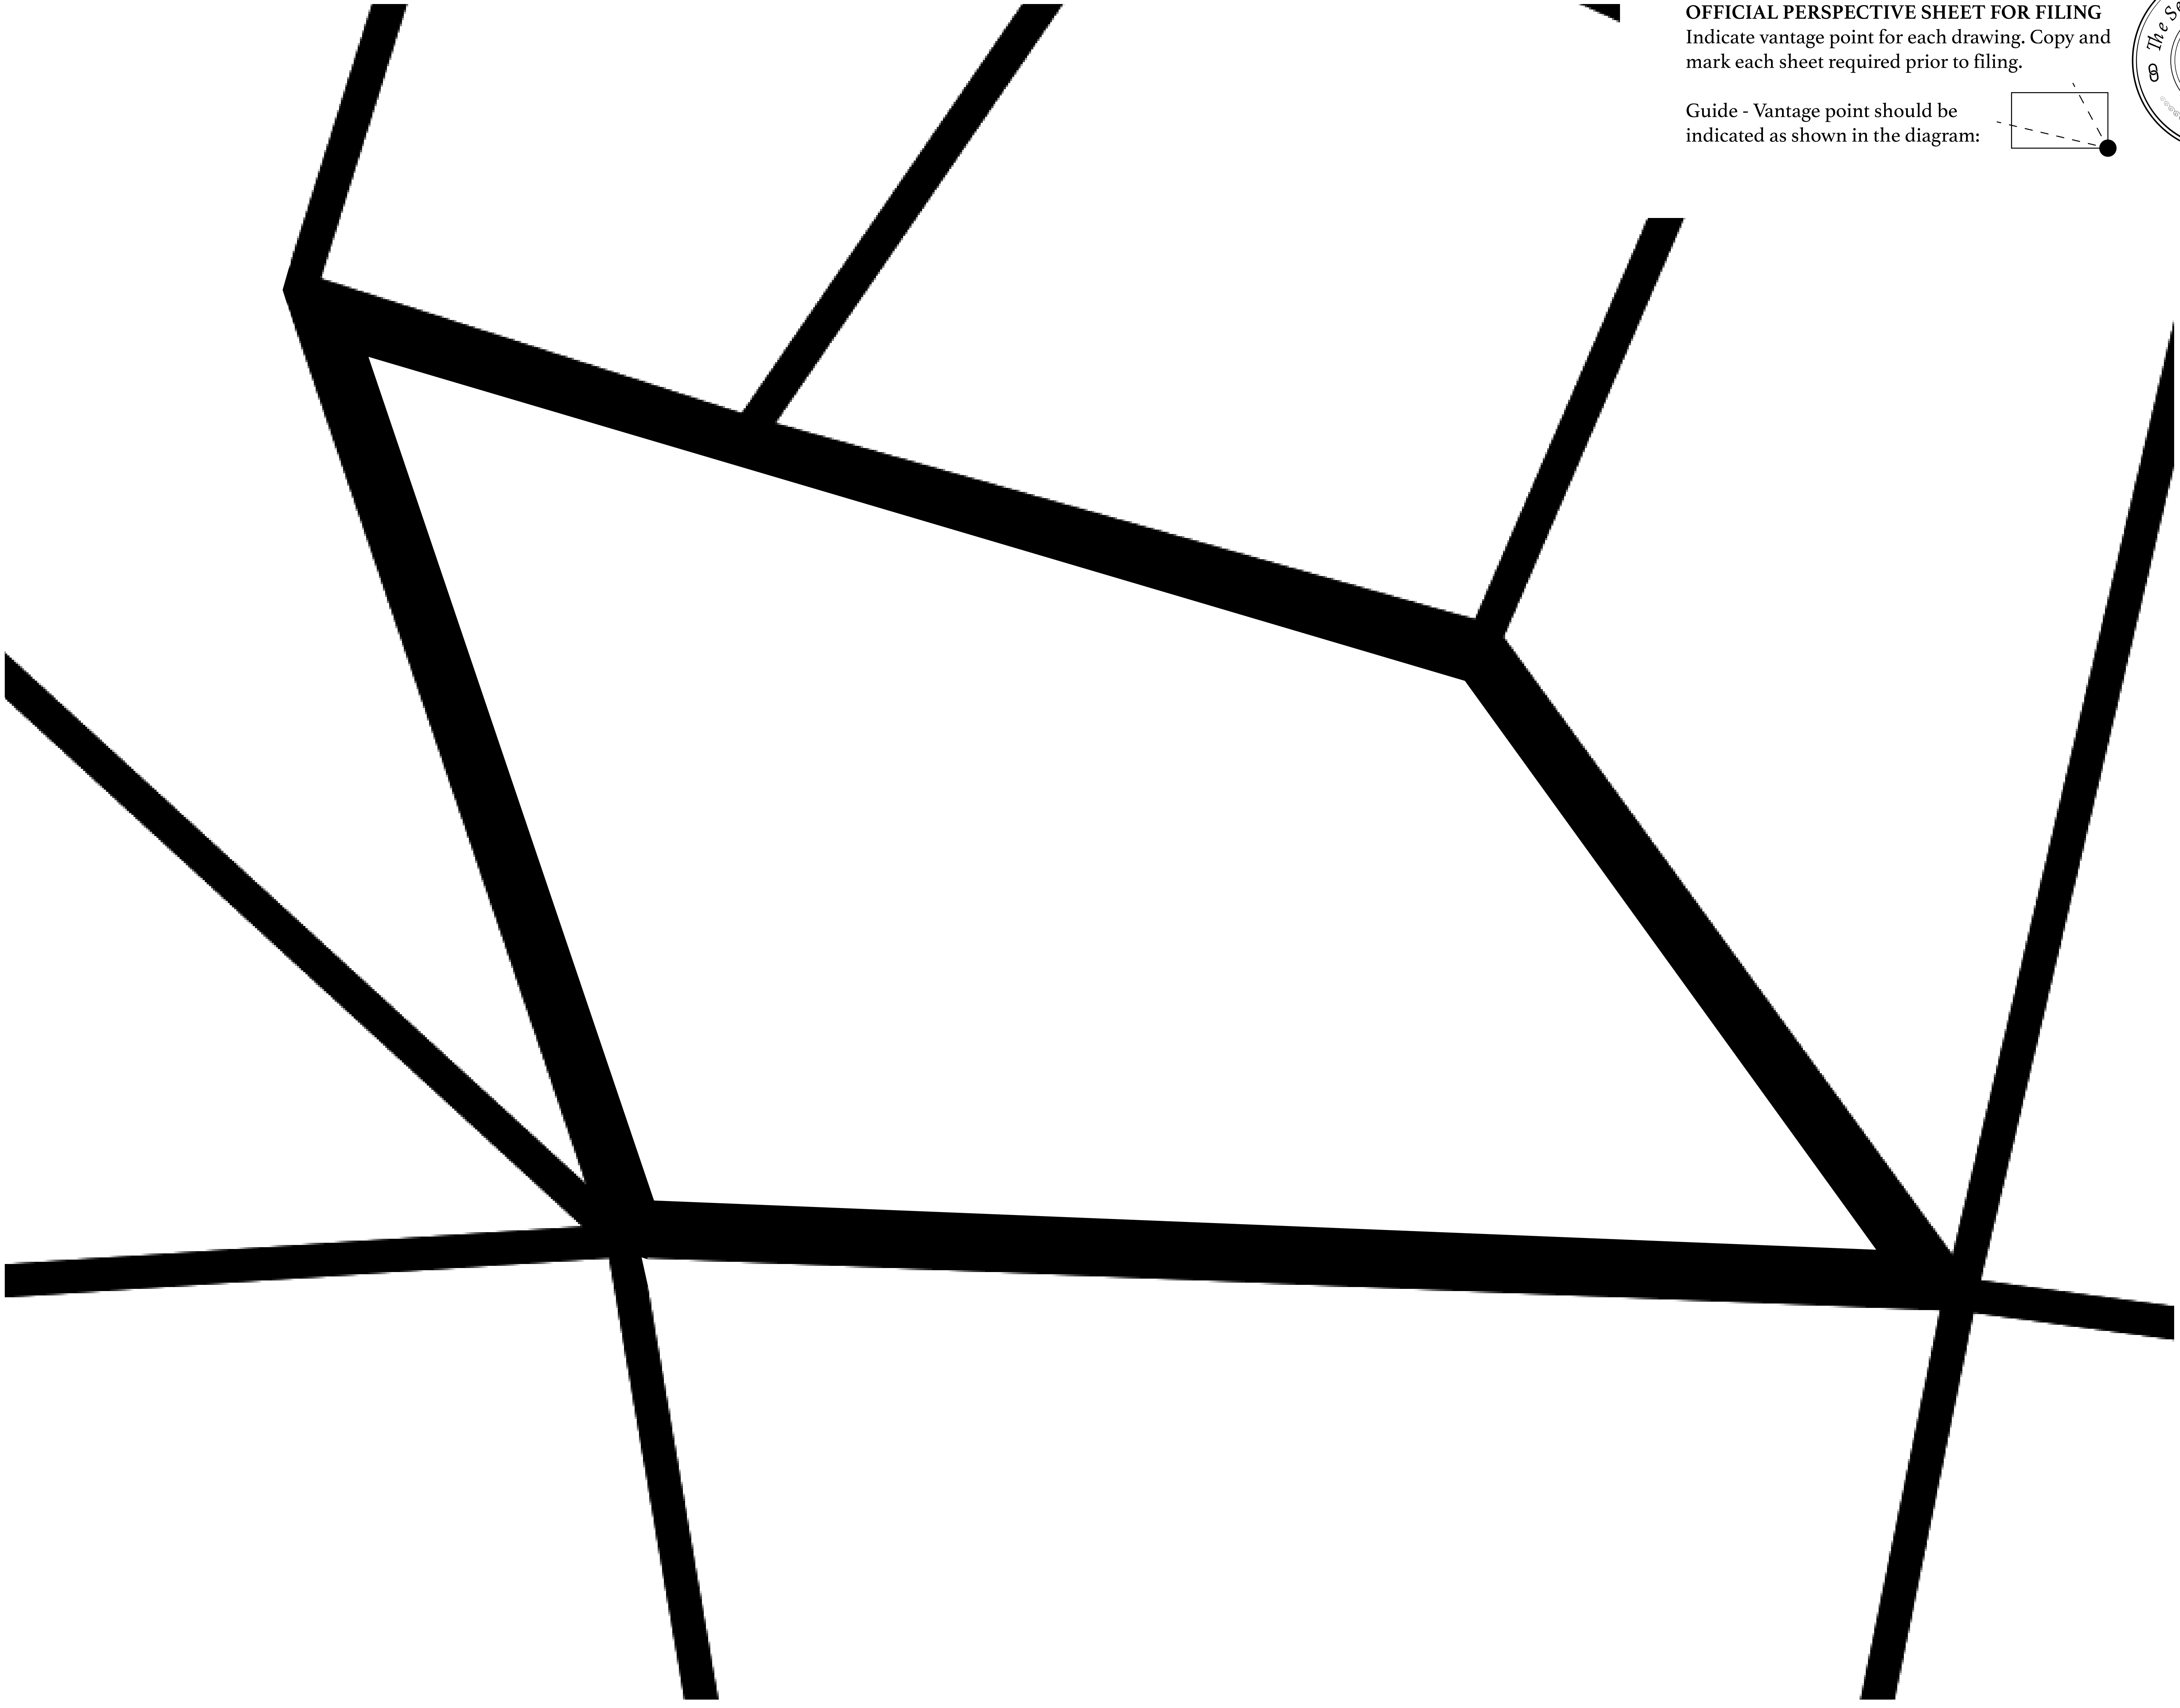 OFFICIAL PERSPECTIVE SHEET FOR FILING
Indicate vantage point for each drawing. Copy and
mark each sheet required prior to filing.
Guide - Vantage point should be
indicated as shown in the diagram:
The